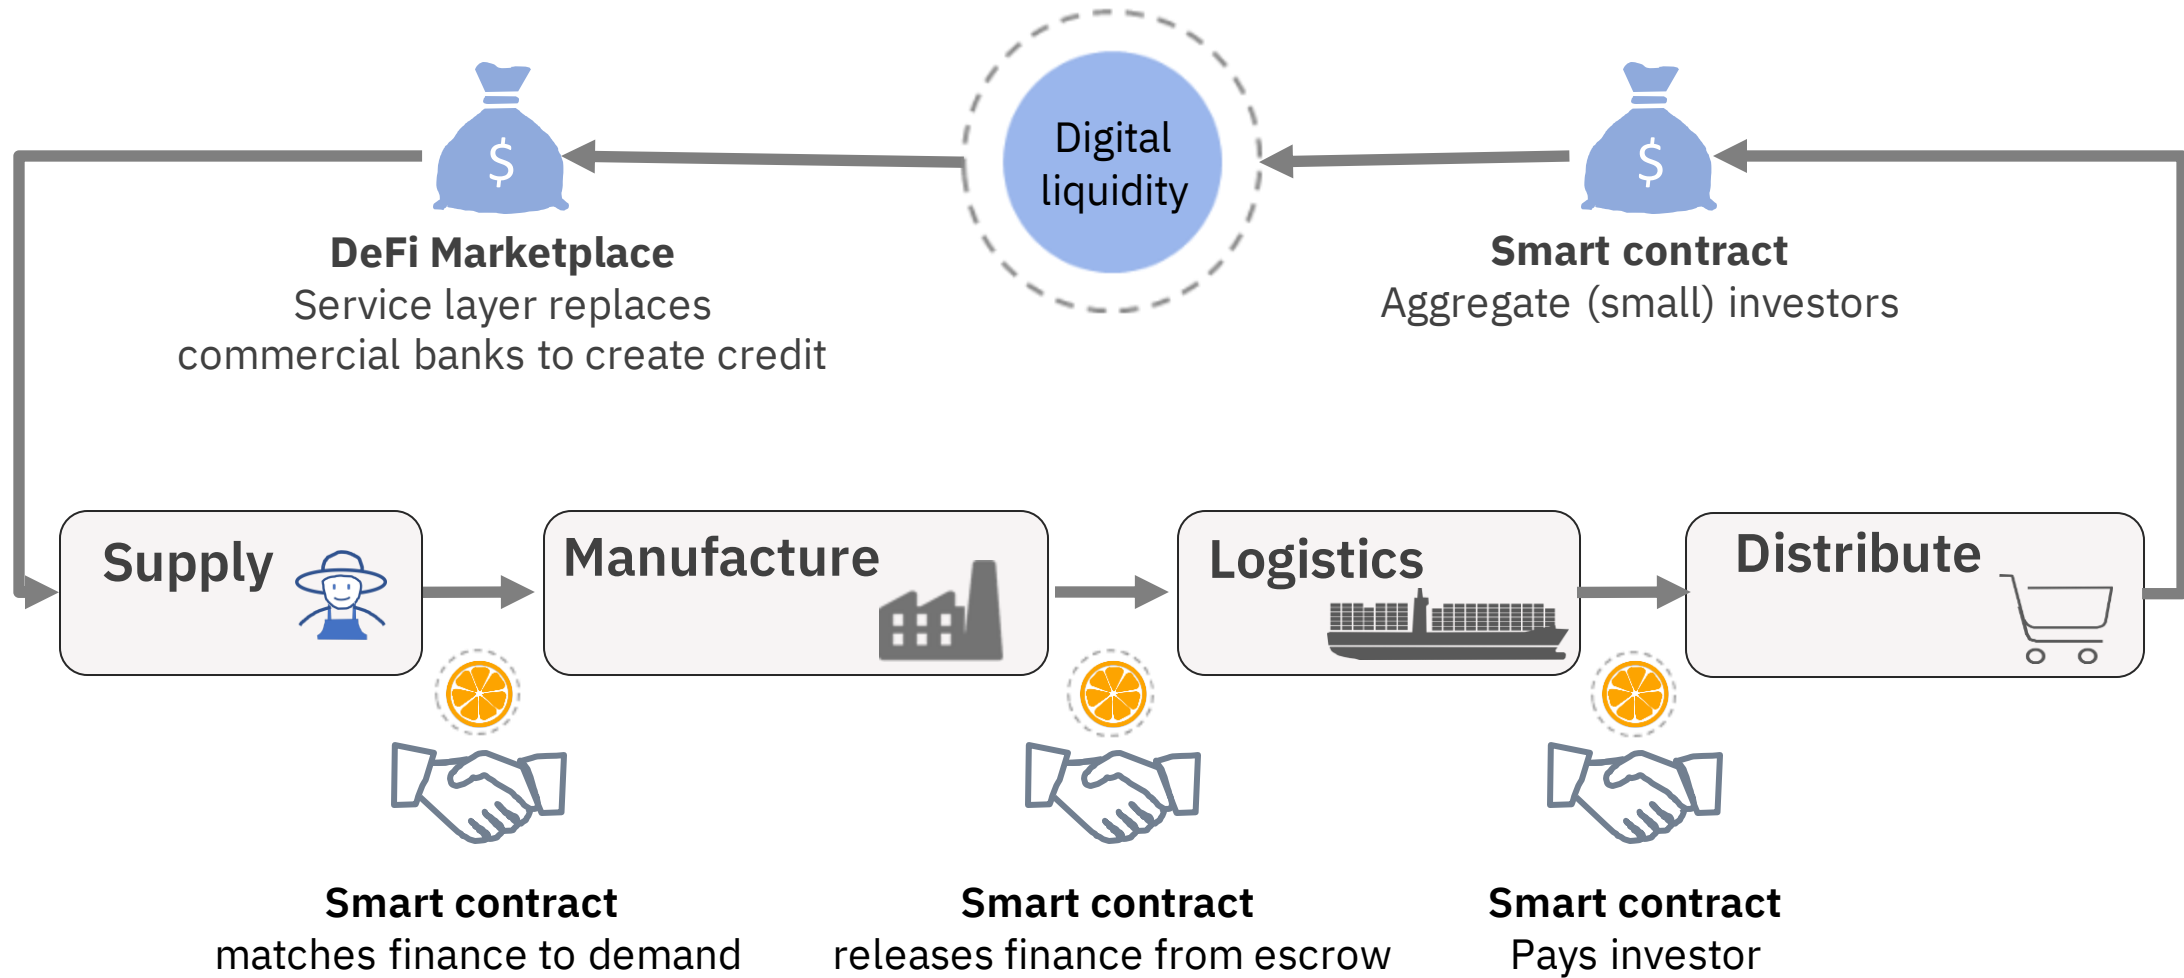 Digital
liquidity
$
$
DeFi Marketplace
Service layer replaces
commercial banks to create credit
Smart contract
Aggregate (small) investors
Supply
Manufacture
Logistics
Distribute
Smart contract
matches finance to demand
Smart contract
releases finance from escrow
Smart contract
Pays investor